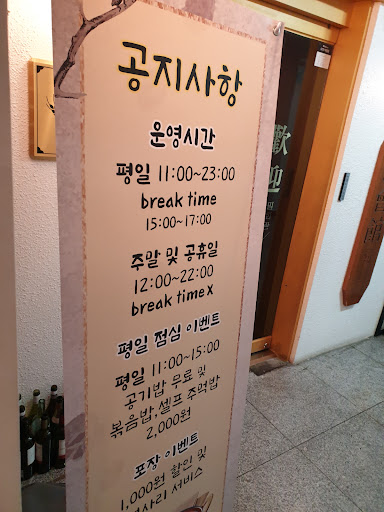 공지사항
운영시간
평일 11:00~23:00
break time
15:00~17:00
주말 및 공휴일
12:00~22:00
break time x
평일 점심 이벤트
평일 11:00~15:00
공기밥 무료 및
볶음밥, 셀프 주먹밥
2,000원
포장 이벤트
1,000원 할인 및
사리 서비스
歡
迎